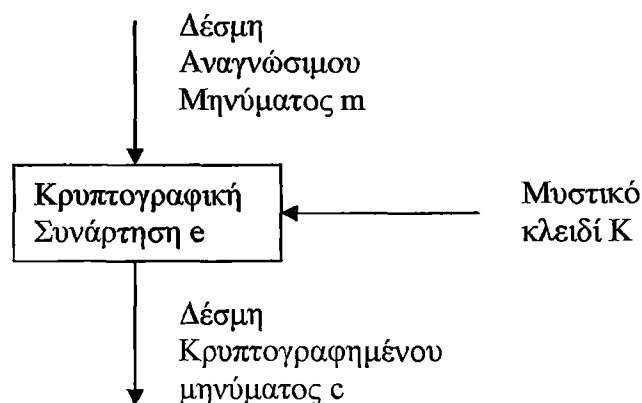 Δέσμη
Αναγνώσιμου
Μηνύματος m
Κρυπτογραφική
Συνάρτηση e
Μυστικό
κλειδί Κ
Δέσμη
Κρυπτογραφημένου
μηνύματος c